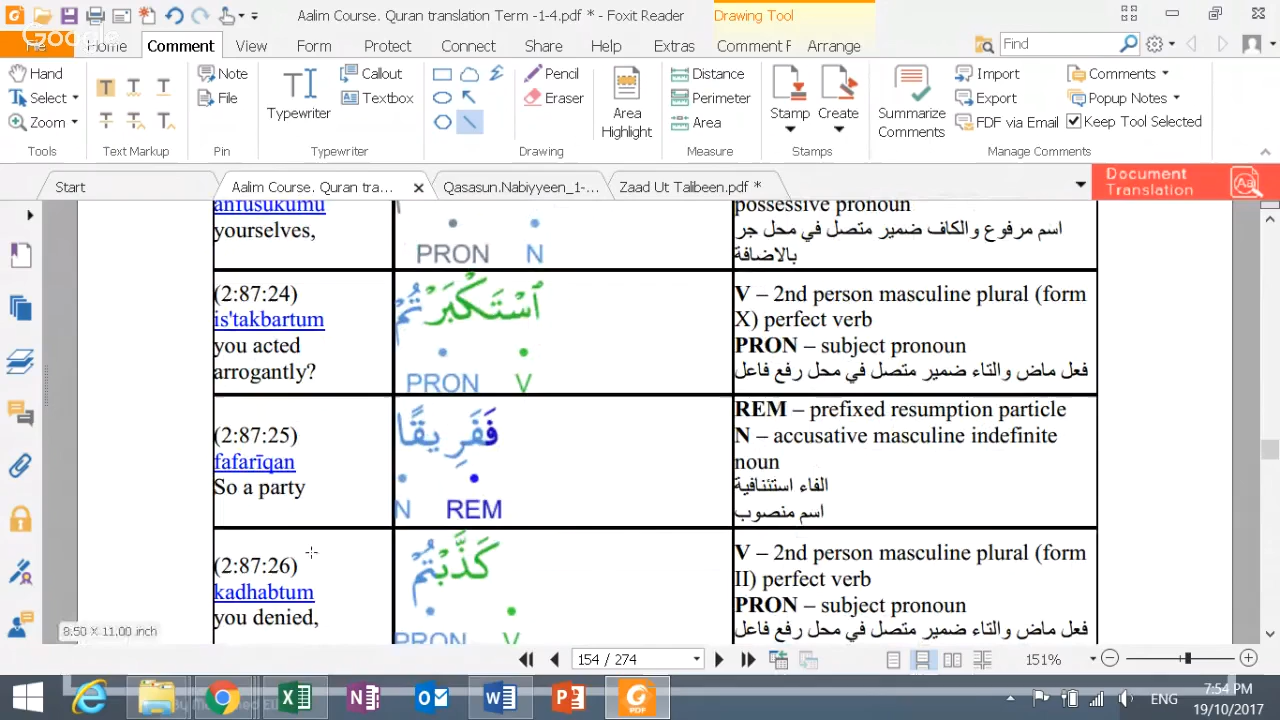 Aalim Course. Quran translation Term -1-4.pdf * - Foxit Reader
Drawing Tool
Google
Home Comment View Form Protect Connect Share Help Extras Comment F Arrange Find
Hand Select Zoom Tools
Text Markup
Note File Pin
Typewriter Callout Textbox Typewriter
Pencil Eraser Area Highlight Drawing
Distance Perimeter Area Measure
Stamp Create Stamps
Summarize Comments Import Export FDF via Email Comments Popup Notes Keep Tool Selected Manage Comments
Start Aalim Course. Quran tra... Qasasun.Nabiyyeen_1-... Zaad Ut Talibeen.pdf * Document Translation
anfusukumu
yourselves,
PRON N
possessive pronoun
اسم مرفوع والكاف ضمير متصل في محل جر
بالاضافة
(2:87:24)
is'takbartum
you acted
arrogantly?
ٱسْتَكْبَرْتُمْ
PRON V
V – 2nd person masculine plural (form
X) perfect verb
PRON – subject pronoun
فعل ماض والتاء ضمير متصل في محل رفع فاعل
(2:87:25)
fafarīqan
So a party
فَفَرِيقًا
N REM
REM – prefixed resumption particle
N – accusative masculine indefinite
noun
الفاء استئنافية
اسم منصوب
(2:87:26)
kadhabtum
you denied,
كَذَّبْتُمْ
PRON V
V – 2nd person masculine plural (form
II) perfect verb
PRON – subject pronoun
فعل ماض والتاء ضمير متصل في محل رفع فاعل
8.50 X 11.00 inch
154 / 274
151%
ENG
7:54 PM
19/10/2017